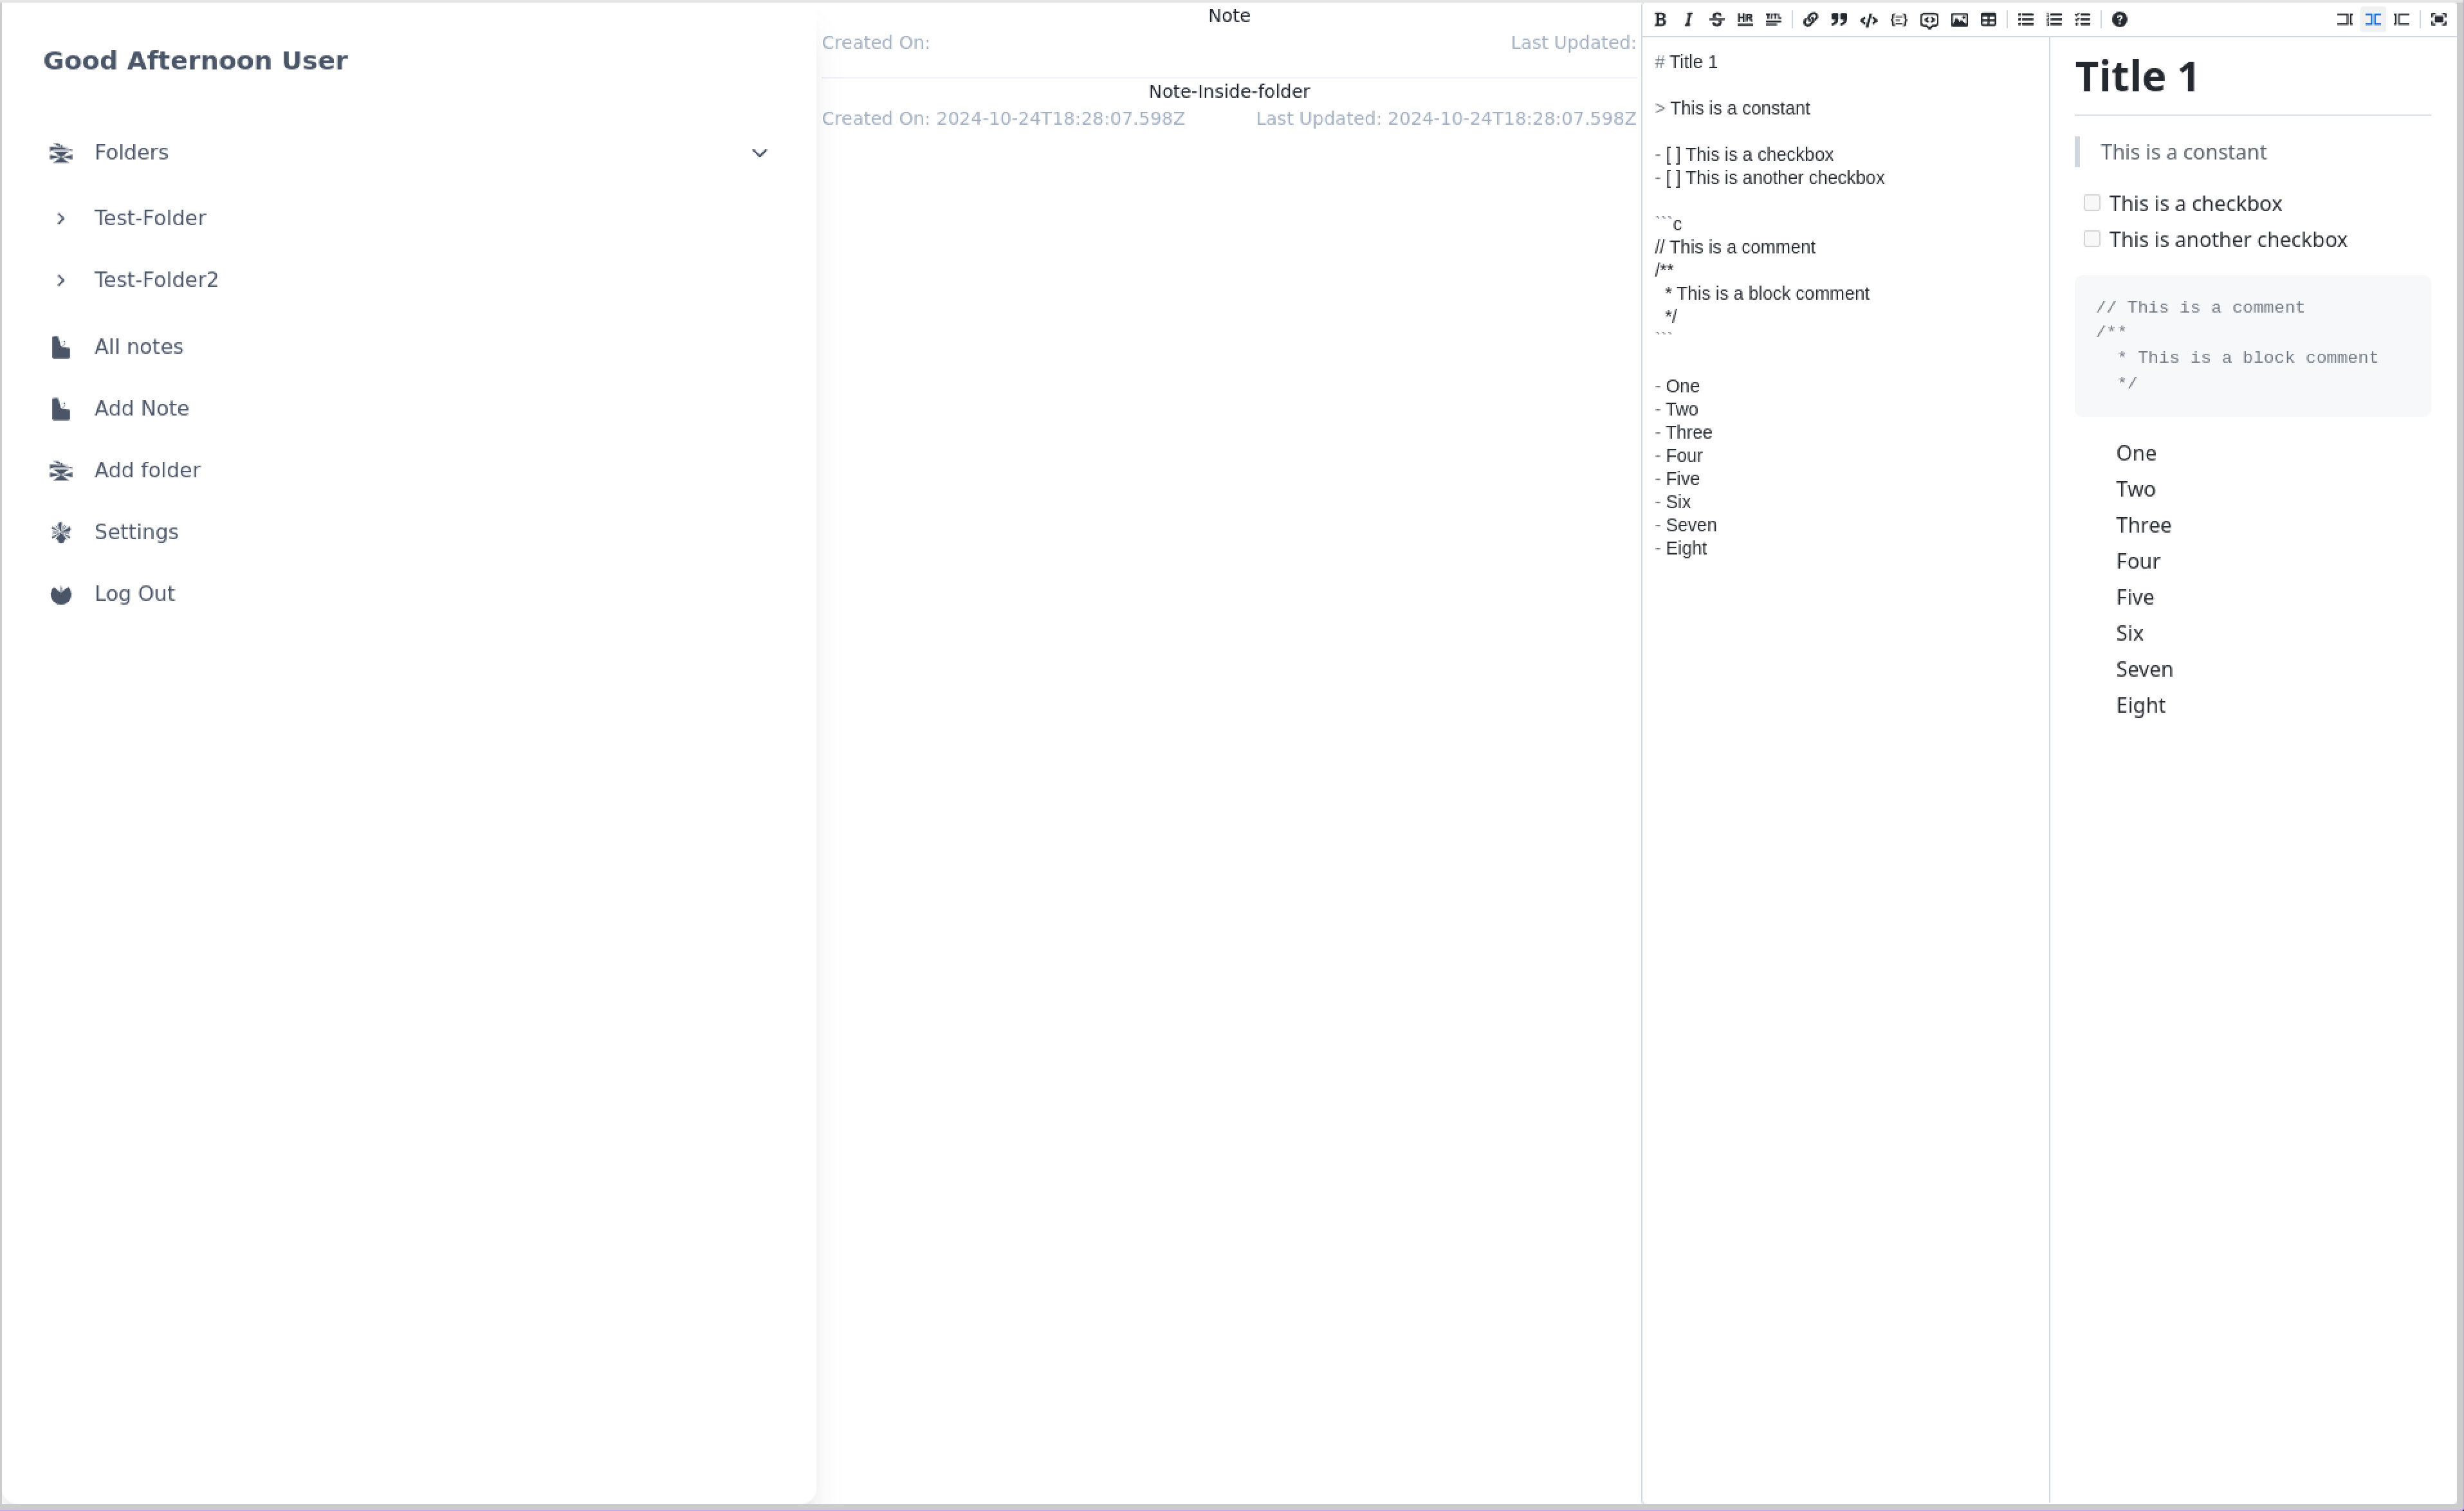 Good Afternoon User
Folders
Test-Folder
Test-Folder2
All notes
Add Note
Add folder
Settings
Log Out
Note
Created On: Last Updated:
Note-Inside-folder
Created On: 2024-10-24T18:28:07.598Z Last Updated: 2024-10-24T18:28:07.598Z
# Title 1
> This is a constant
- [ ] This is a checkbox
- [ ] This is another checkbox
```c
// This is a comment
/**
  * This is a block comment
  */
```
- One
- Two
- Three
- Four
- Five
- Six
- Seven
- Eight
Title 1
This is a constant
This is a checkbox
This is another checkbox
// This is a comment
/**
  * This is a block comment
  */
One
Two
Three
Four
Five
Six
Seven
Eight